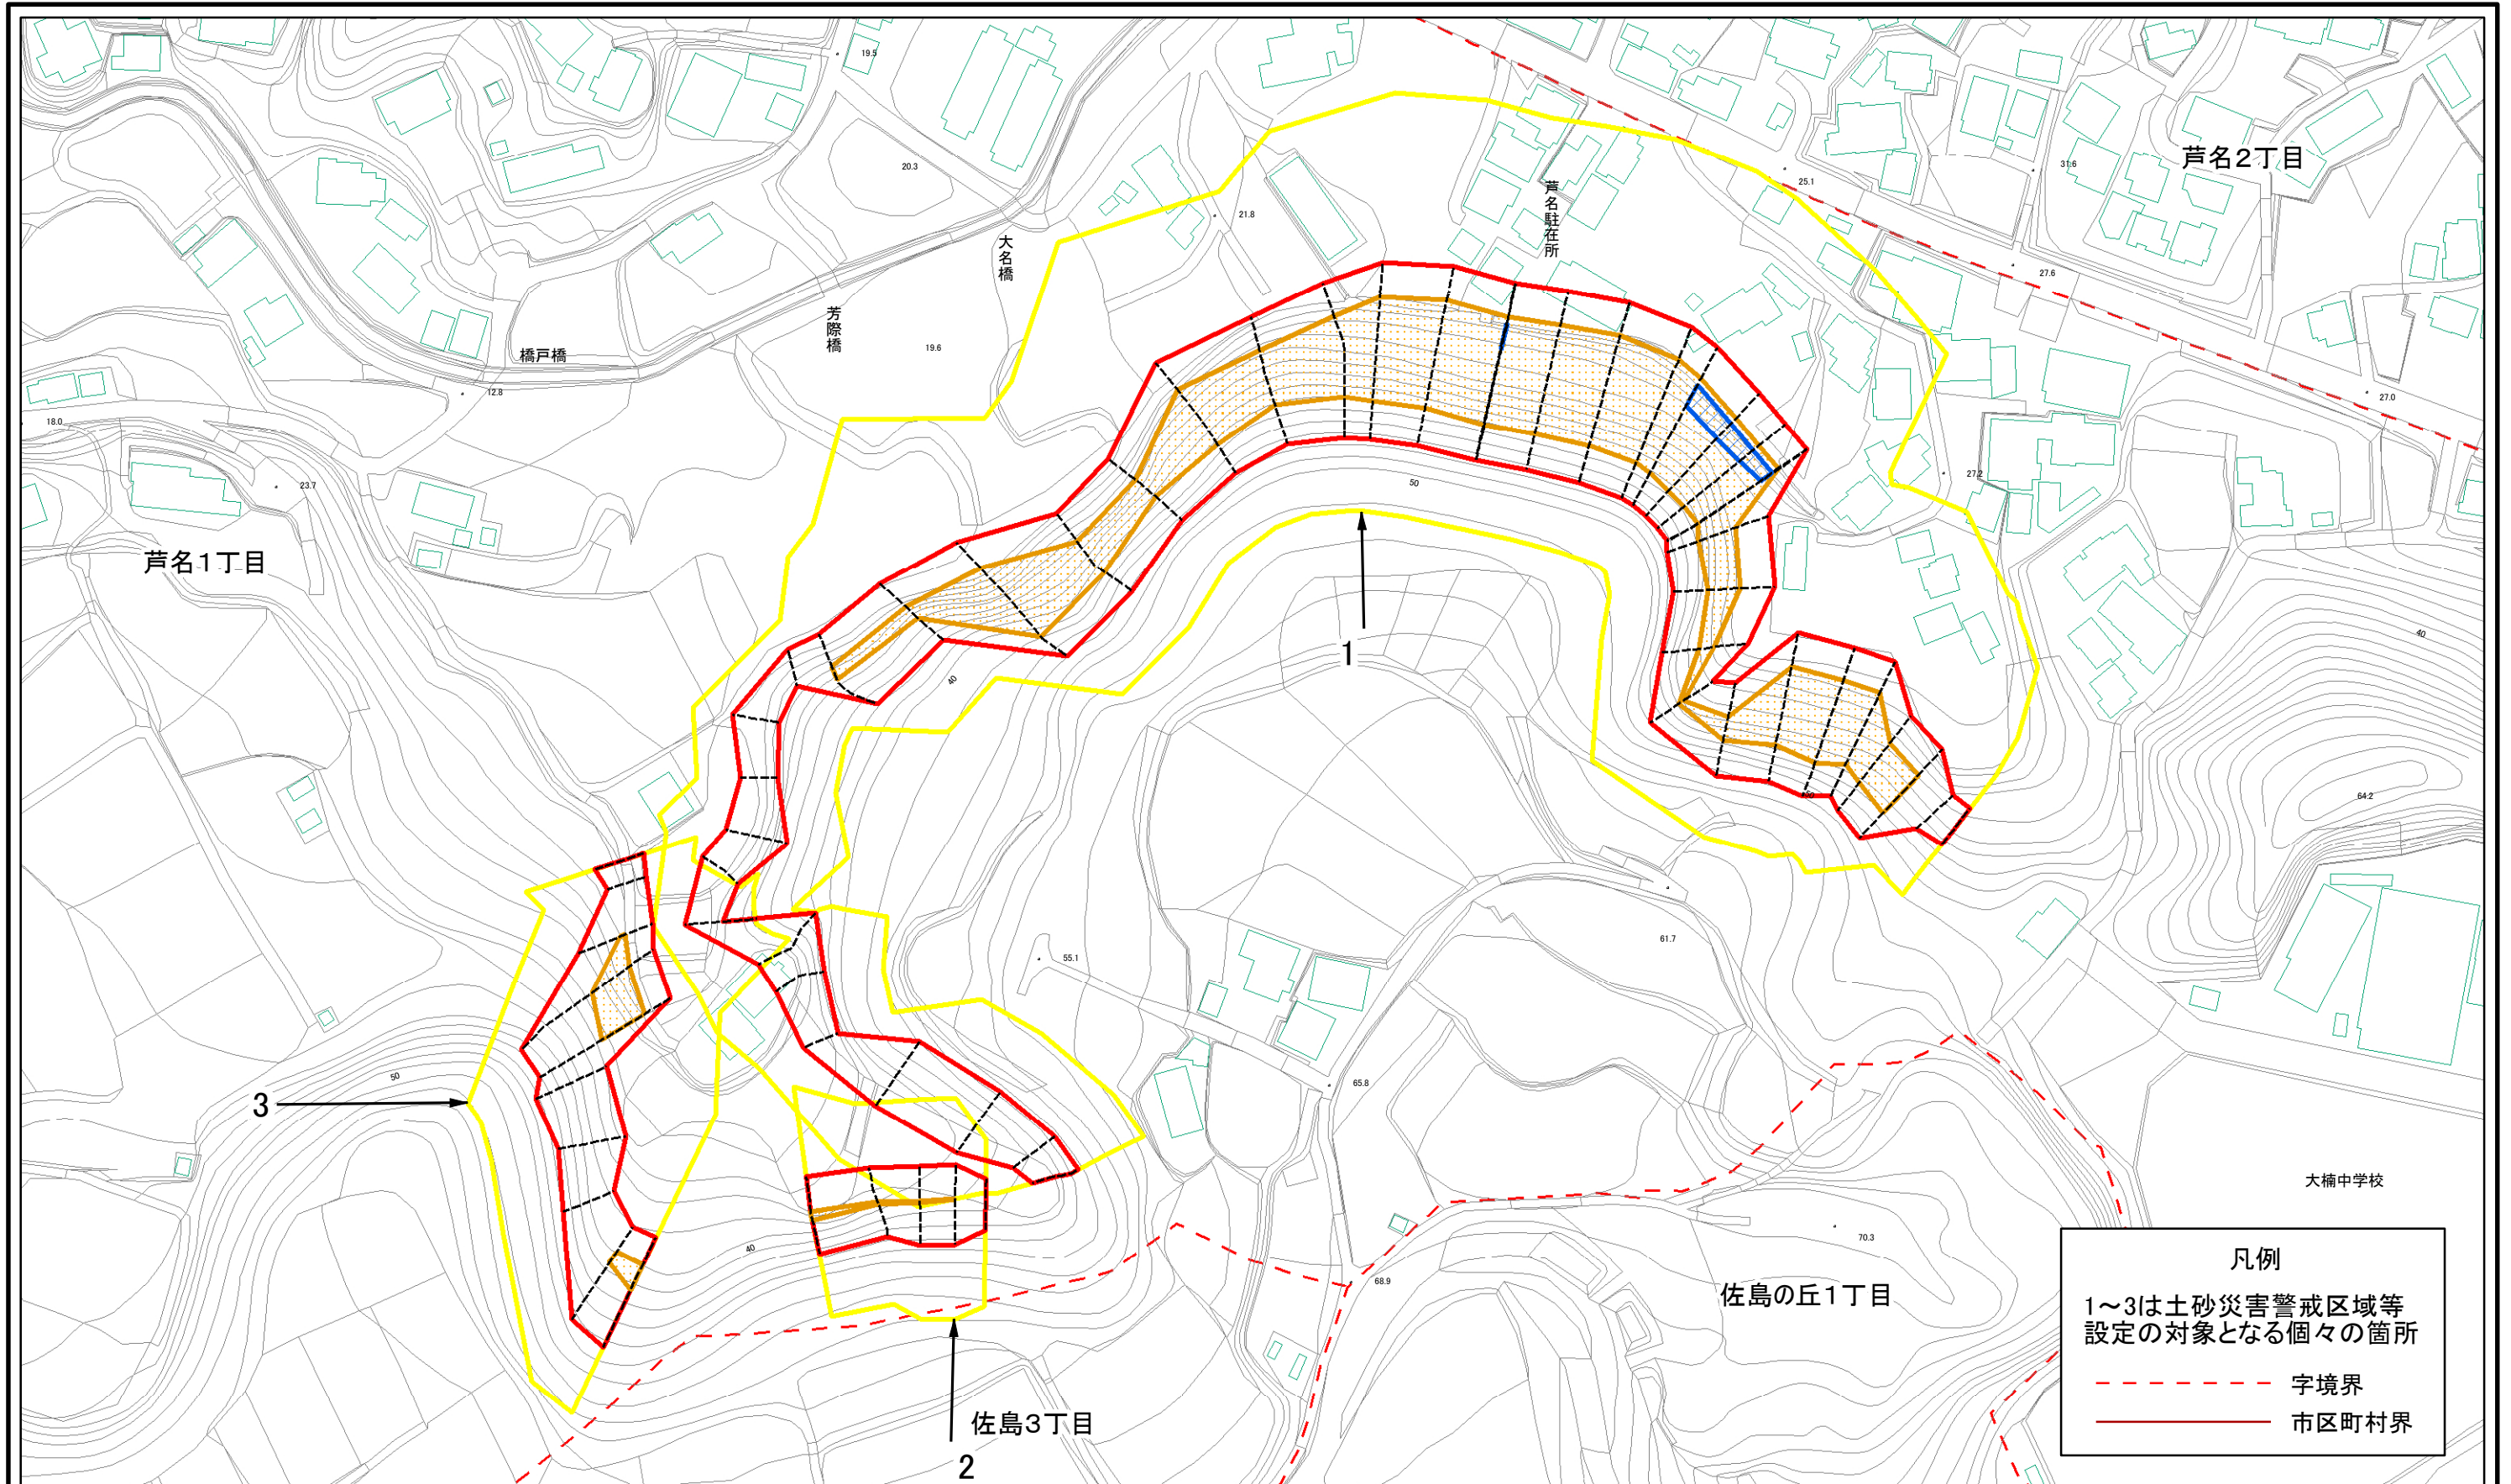 19.5
芦名2丁目
31.6
20.3
25.1
芦名駐在所
21.8
大名橋
27.6
芳際橋
19.6
橋戸橋
12.8
27.0
18.0
27.2
50
23.7
芦名1丁目
40
1
40
64.2
50
61.7
55.1
50
65.8
3
大楠中学校
70.3
40
68.9
佐島の丘1丁目
佐島3丁目
2
凡例
1～3は土砂災害警戒区域等
設定の対象となる個々の箇所
字境界
市区町村界